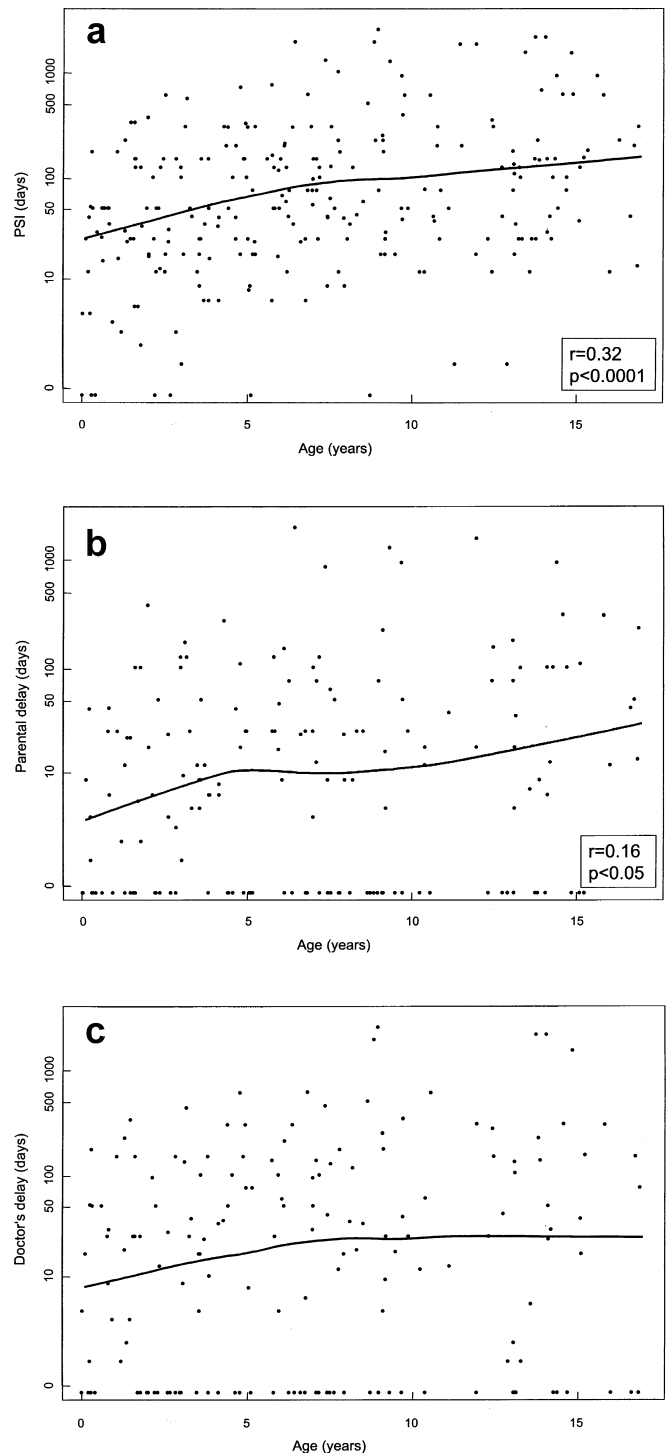 a
1000
500
100
50
10
0
PSI (days)
r=0.32
p<0.0001
0 5 10 15
Age (years)
b
1000
500
100
50
10
0
Parental delay (days)
r=0.16
p<0.05
0 5 10 15
Age (years)
c
1000
500
100
50
10
0
Doctor's delay (days)
0 5 10 15
Age (years)